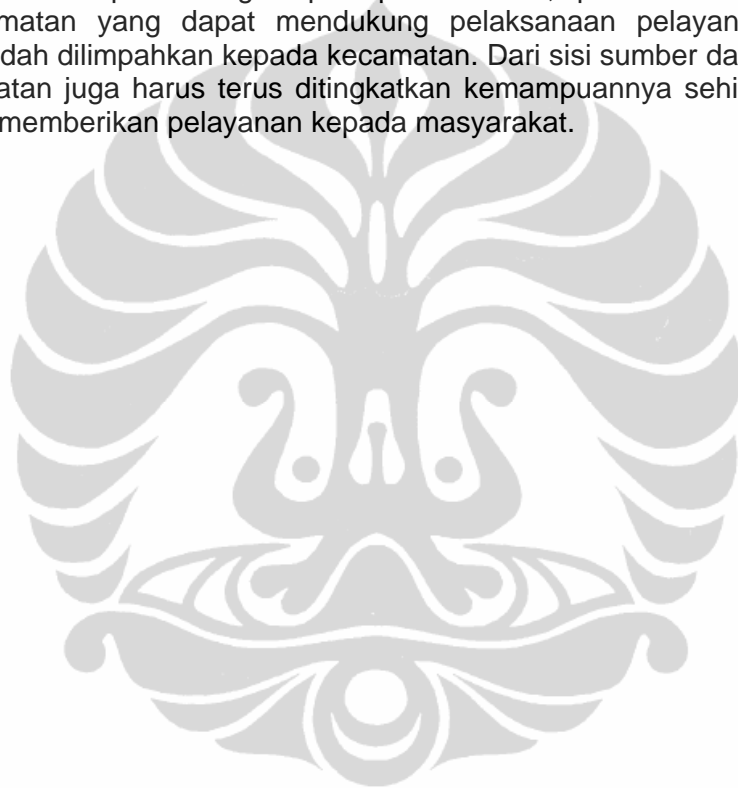 matan yang dapat mendukung pelaksanaan pelayan
dah dilimpahkan kepada kecamatan. Dari sisi sumber da
atan juga harus terus ditingkatkan kemampuannya sehi
memberikan pelayanan kepada masyarakat.